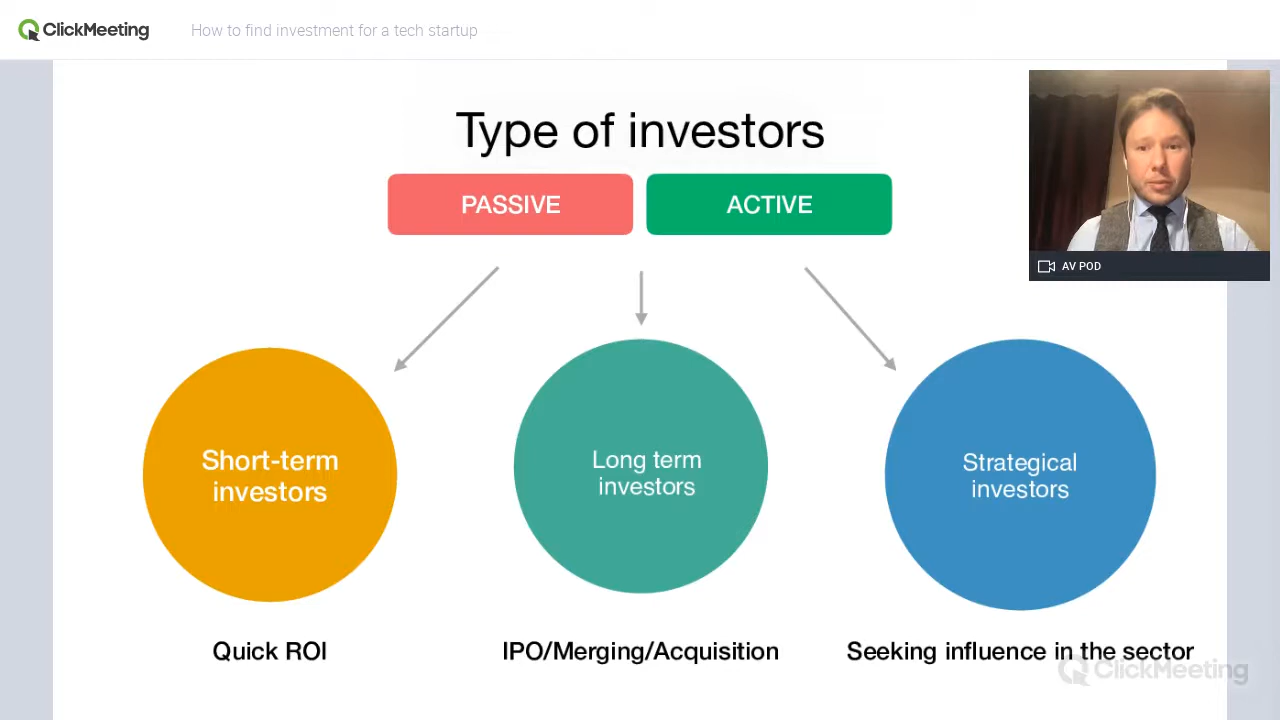 ClickMeeting
How to find investment for a tech startup
Type of investors
PASSIVE
ACTIVE
AV POD
Short-term
investors
Long term
investors
Strategical
investors
Quick ROI
IPO/Merging/Acquisition
Seeking influence in the sector
ClickMeeting